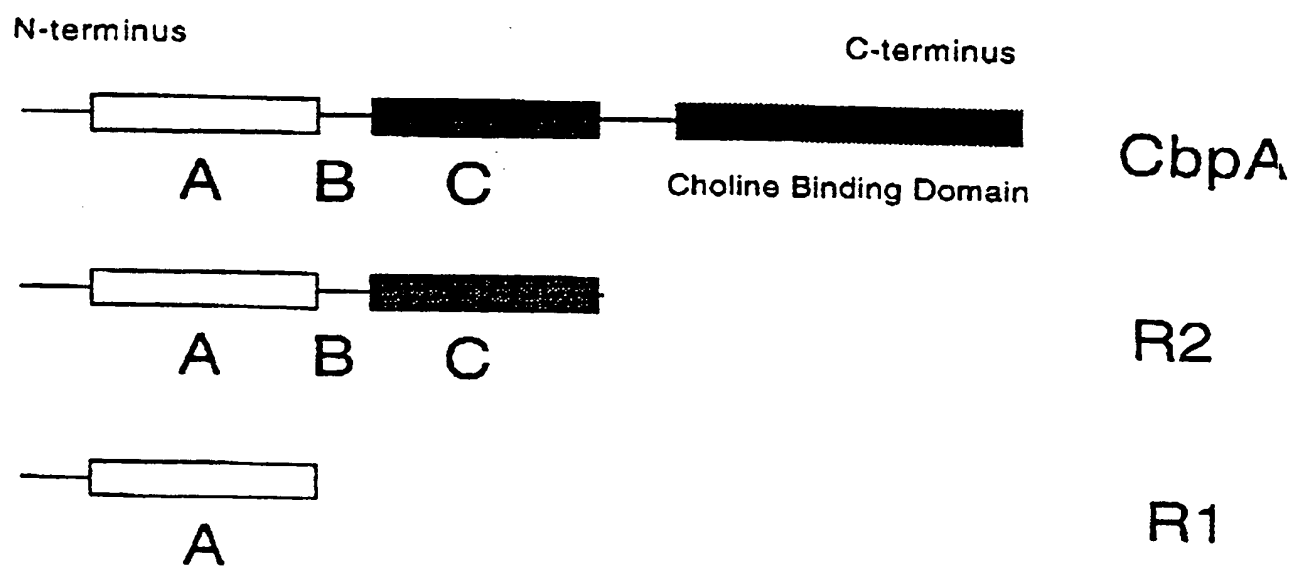 N-terminus
C-terminus
A B C Choline Binding Domain CbpA
A B C R2
A R1